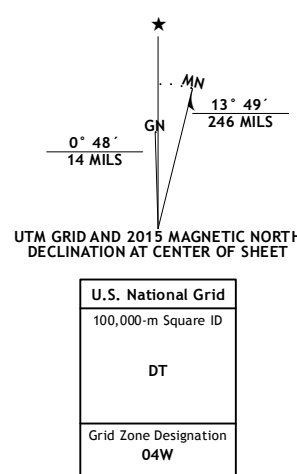 MN
GN
13° 49´
246 MILS
0° 48´
14 MILS
UTM GRID AND 2015 MAGNETIC NORTH
DECLINATION AT CENTER OF SHEET
U.S. National Grid
100,000-m Square ID
DT
Grid Zone Designation
04W